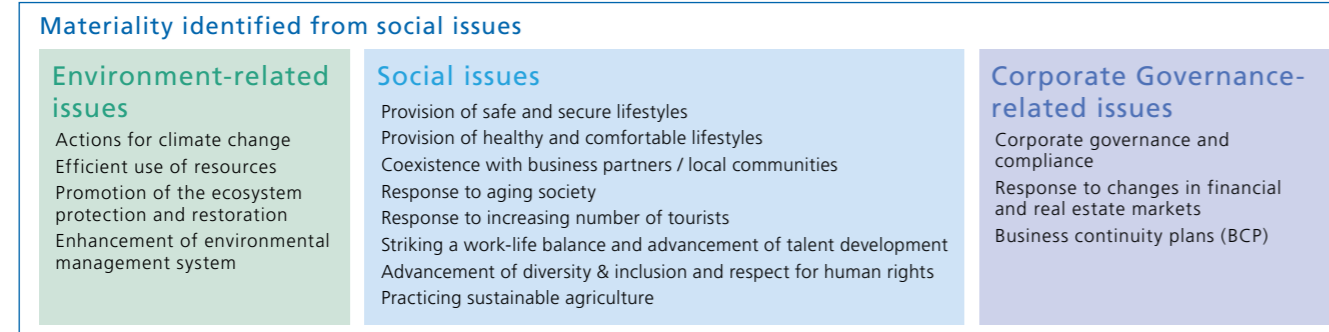 Materiality identified from social issues
Environment-related
issues
Actions for climate change
Efficient use of resources
Promotion of the ecosystem
protection and restoration
Enhancement of environmental
management system
Social issues
Provision of safe and secure lifestyles
Provision of healthy and comfortable lifestyles
Coexistence with business partners / local communities
Response to aging society
Response to increasing number of tourists
Striking a work-life balance and advancement of talent development
Advancement of diversity & inclusion and respect for human rights
Practicing sustainable agriculture
Corporate Governance-
related issues
Corporate governance and
compliance
Response to changes in financial
and real estate markets
Business continuity plans (BCP)